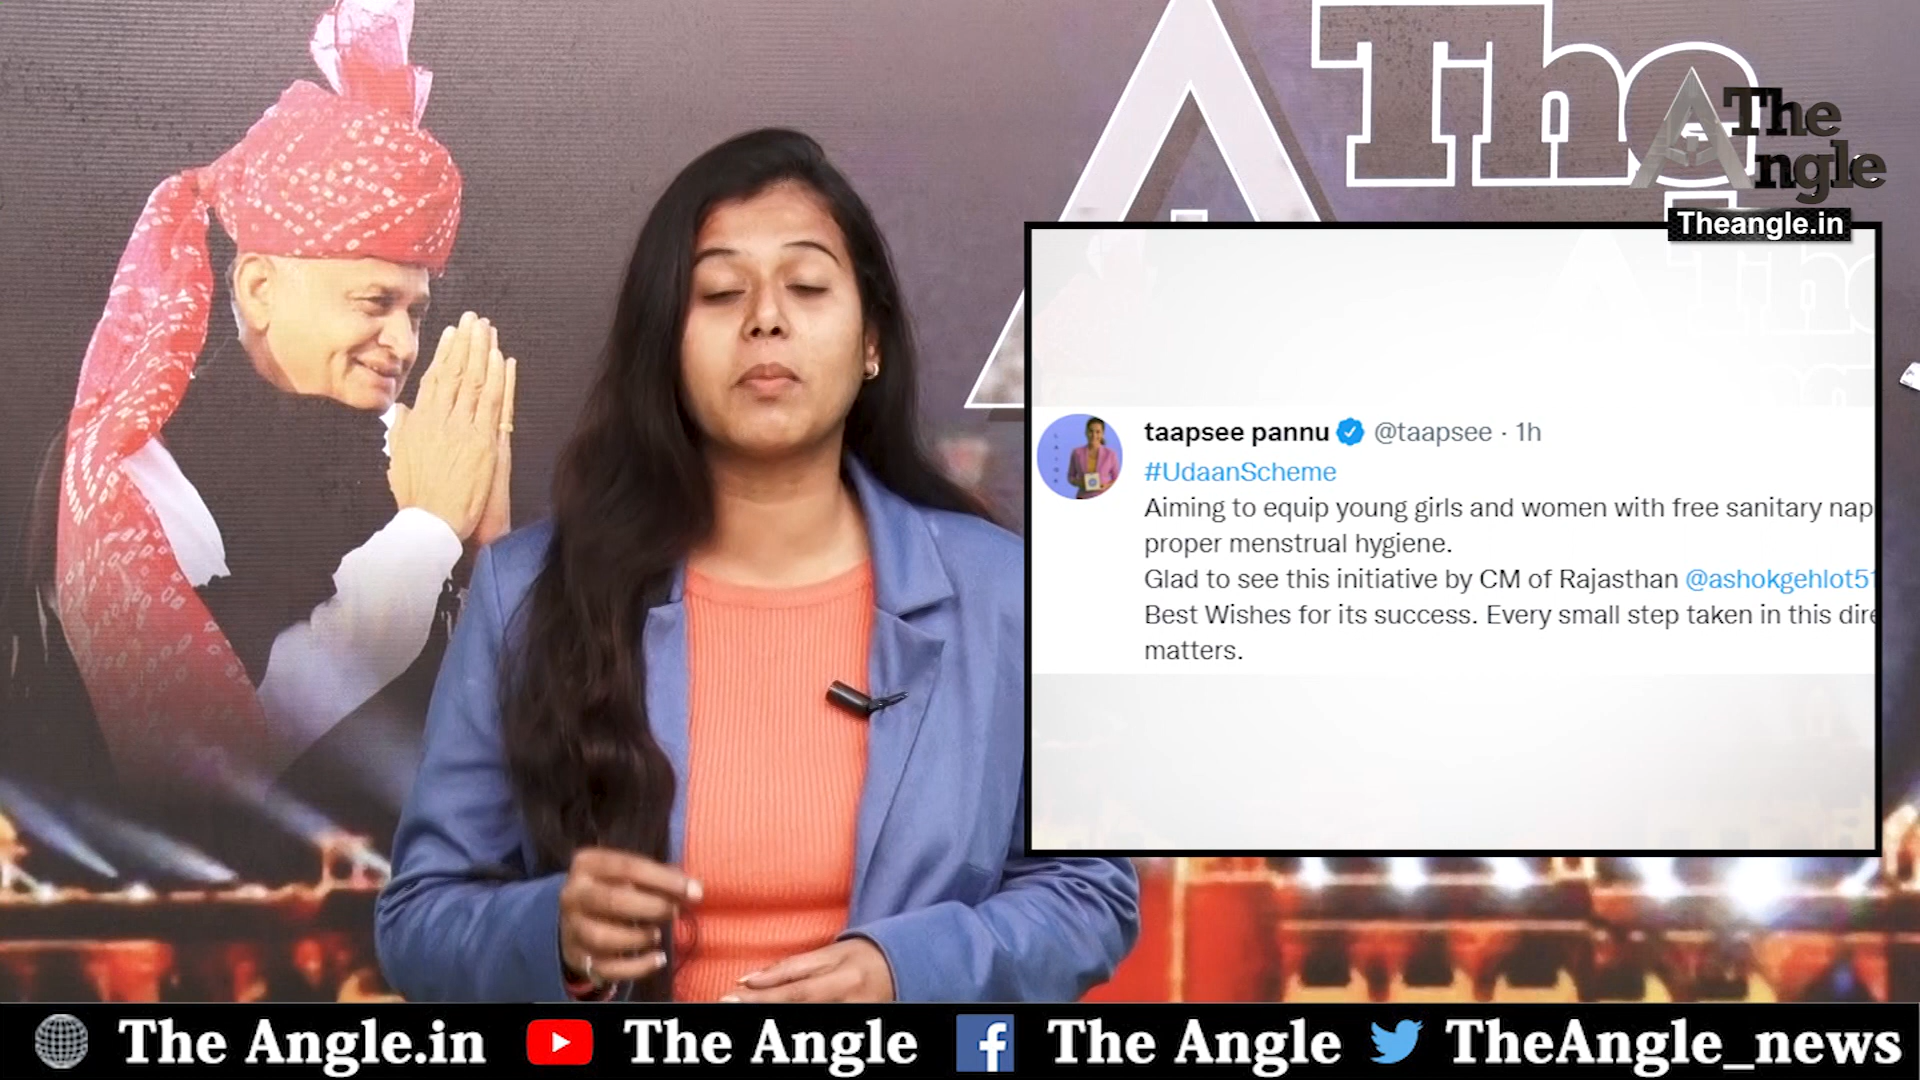 The
The
Angle
Theangle.in
taapsee pannu @taapsee · 1h
#UdaanScheme
Aiming to equip young girls and women with free sanitary nap
proper menstrual hygiene.
Glad to see this initiative by CM of Rajasthan @ashokgehlot51
Best Wishes for its success. Every small step taken in this dire
matters.
The Angle.in The Angle The Angle TheAngle_news